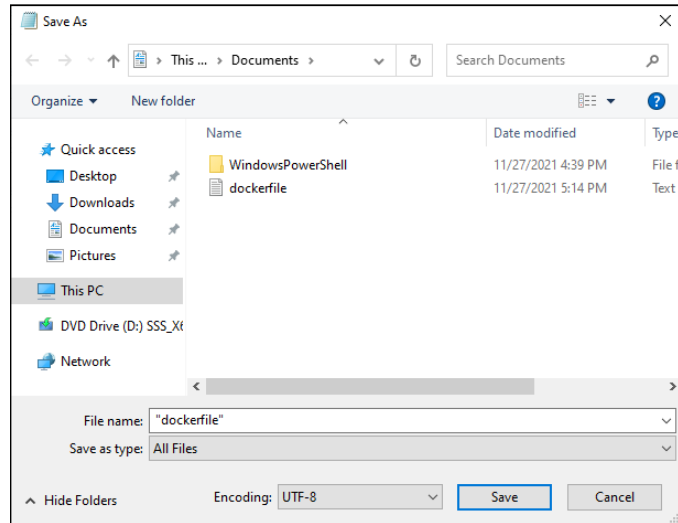 Save As
This ... > Documents >
Search Documents
Organize
New folder
Name
Date modified
Type
Quick access
Desktop
Downloads
Documents
Pictures
This PC
DVD Drive (D:) SSS_X6
Network
WindowsPowerShell
11/27/2021 4:39 PM
File f
dockerfile
11/27/2021 5:14 PM
Text
File name:
"dockerfile"
Save as type:
All Files
Hide Folders
Encoding:
UTF-8
Save
Cancel